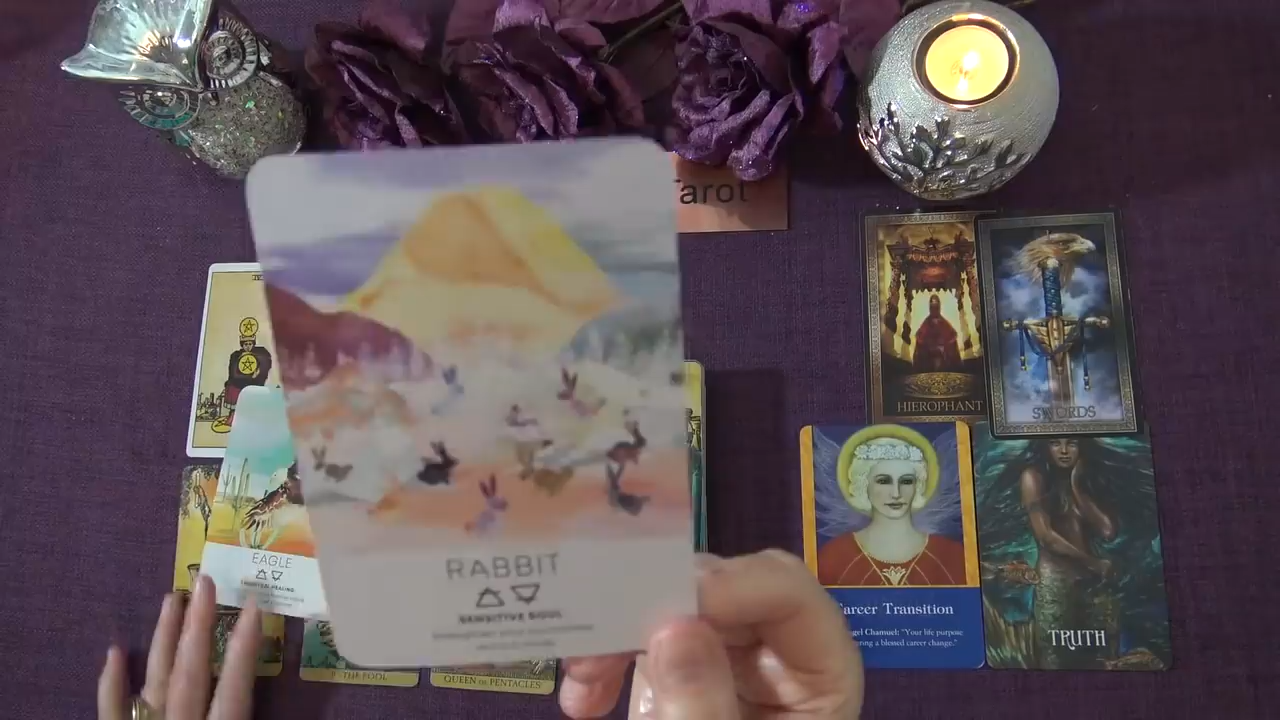 Tarot
HIEROPHANT
SWORDS
EAGLE
RABBIT
SENSITIVE SOUL
Career Transition
Angel Chamuel: "Your life purpose
a blessed career change."
TRUTH
THE FOOL
QUEEN OF PENTACLES